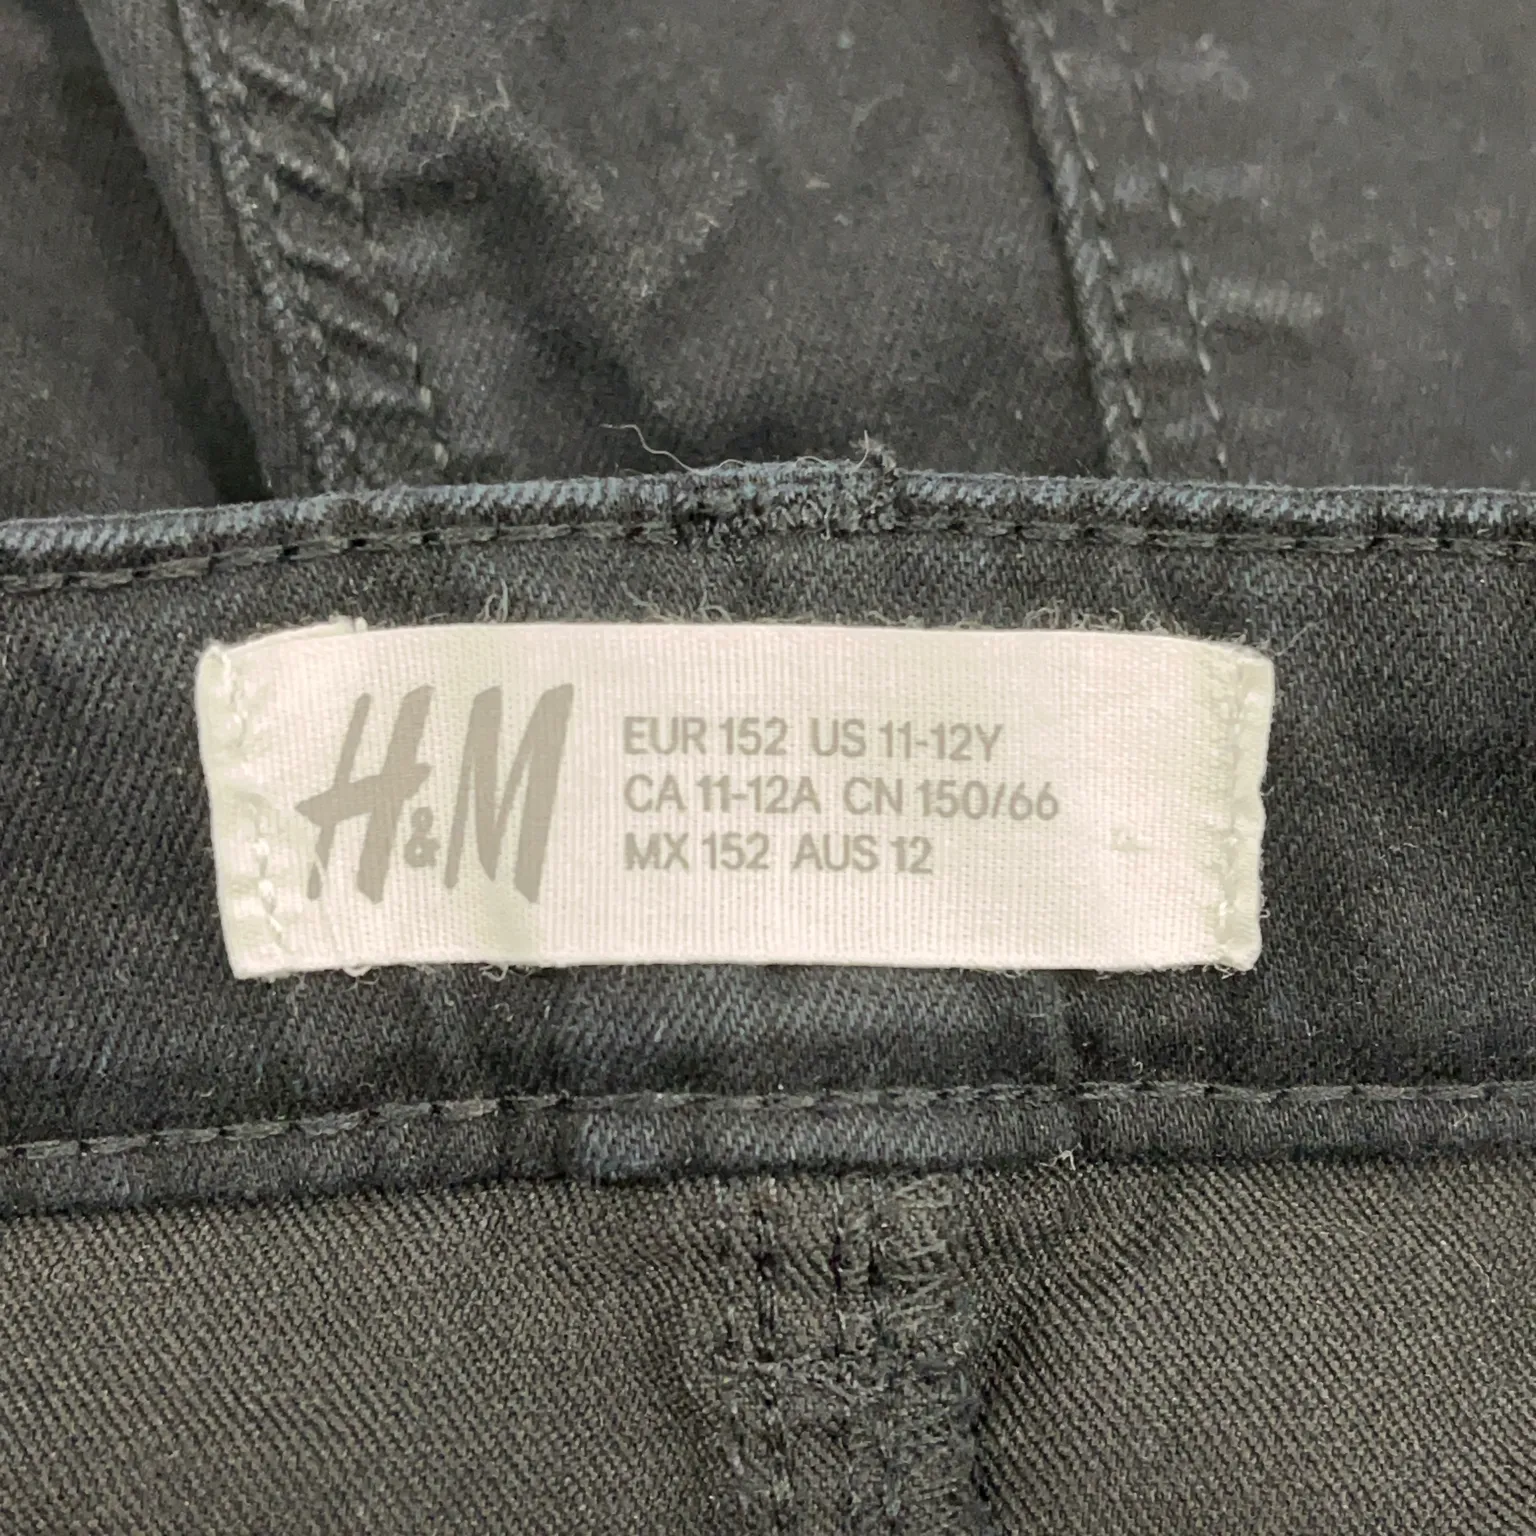 H&M
EUR 152 US 11-12Y
CA 11-12A CN 150/66
MX 152 AUS 12